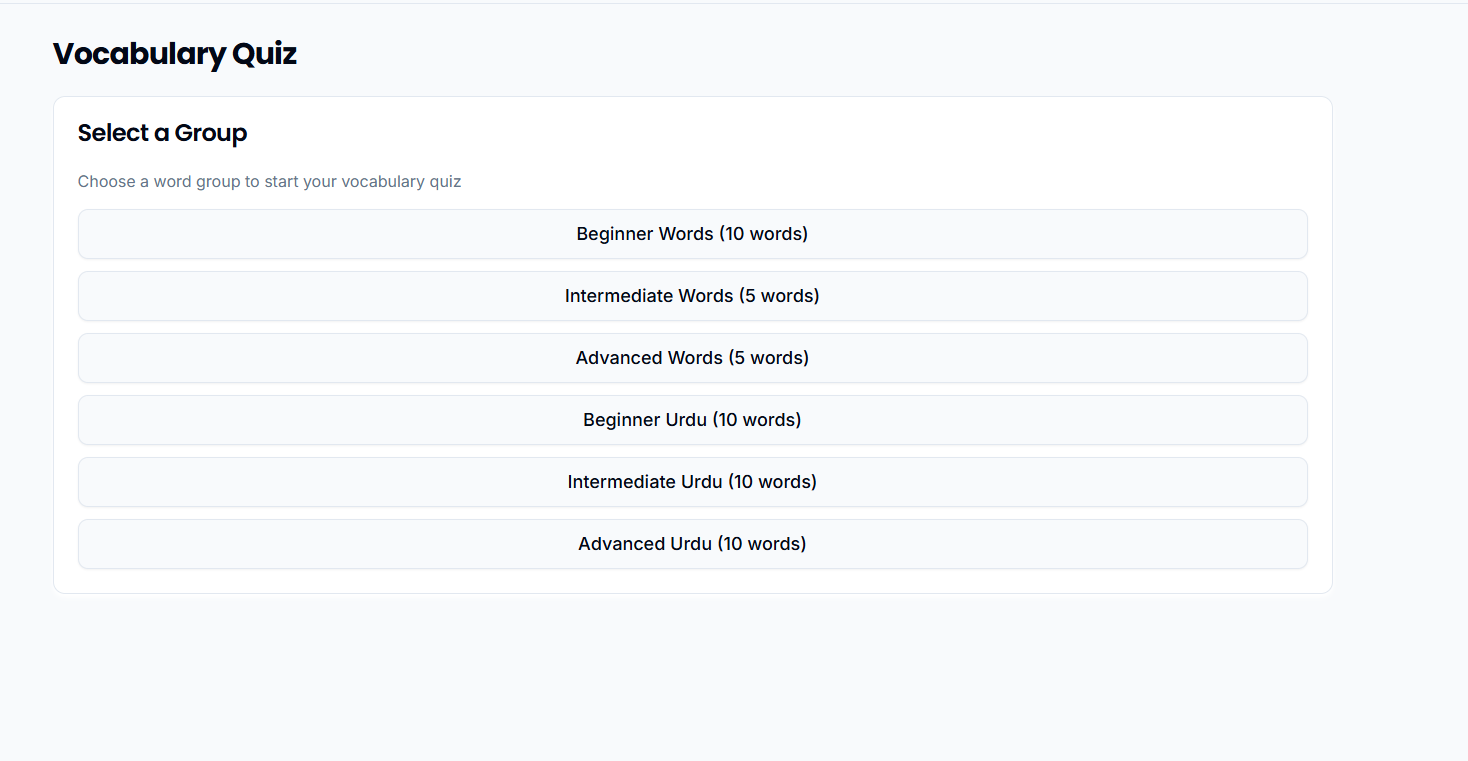 Vocabulary Quiz
Select a Group
Choose a word group to start your vocabulary quiz
Beginner Words (10 words)
Intermediate Words (5 words)
Advanced Words (5 words)
Beginner Urdu (10 words)
Intermediate Urdu (10 words)
Advanced Urdu (10 words)